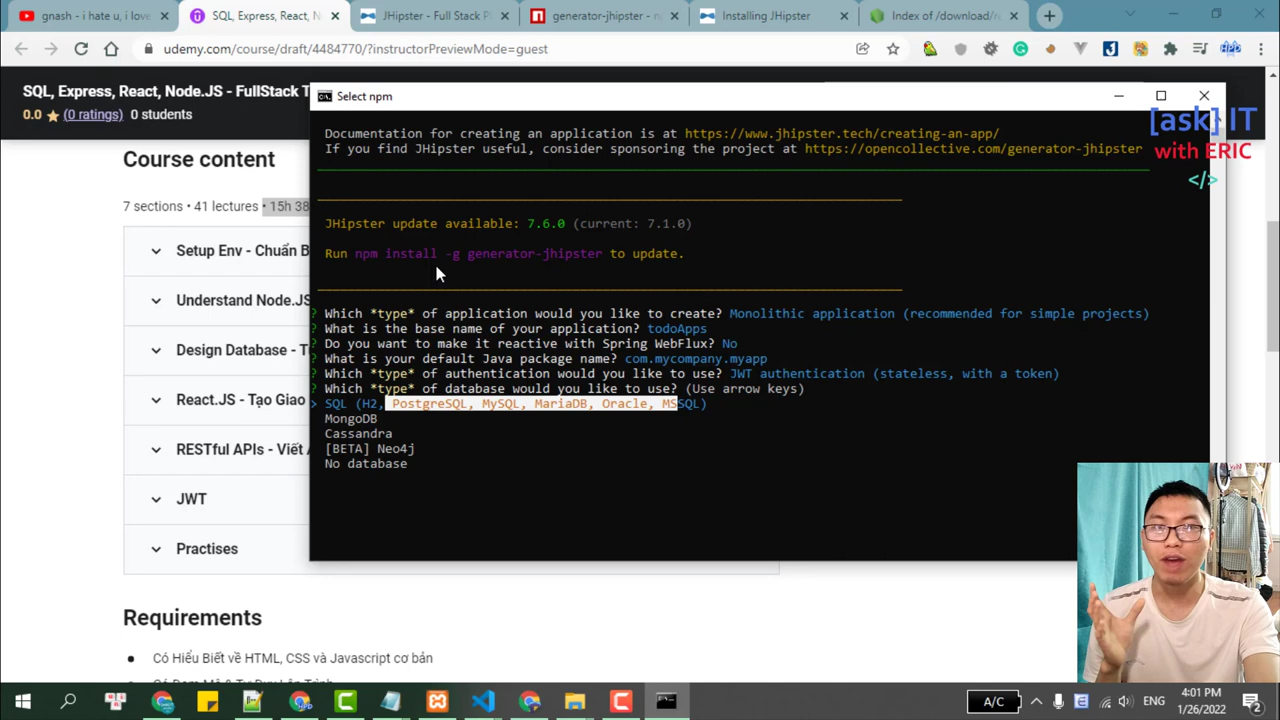 gnash - i hate u, i lov
SQL, Express, React, N
JHipster - Full Stack P
generator-jhipster - n
Installing JHipster
Index of /download/r
udemy.com/course/draft/4484770/?instructorPreviewMode=guest
SQL, Express, React, Node.JS - FullStack T
0.0 (0 ratings) 0 students
Course content
7 sections • 41 lectures • 15h 38
Setup Env - Chuẩn B
Understand Node.JS
Design Database - T
React.JS - Tạo Giao
RESTful APIs - Viết A
JWT
Practises
Requirements
Có Hiểu Biết về HTML, CSS và Javascript cơ bản
Select npm
Documentation for creating an application is at https://www.jhipster.tech/creating-an-app/
If you find JHipster useful, consider sponsoring the project at https://opencollective.com/generator-jhipster
JHipster update available: 7.6.0 (current: 7.1.0)
Run npm install -g generator-jhipster to update.
? Which *type* of application would you like to create? Monolithic application (recommended for simple projects)
? What is the base name of your application? todoApps
? Do you want to make it reactive with Spring WebFlux? No
? What is your default Java package name? com.mycompany.myapp
? Which *type* of authentication would you like to use? JWT authentication (stateless, with a token)
? Which *type* of database would you like to use? (Use arrow keys)
> SQL (H2, PostgreSQL, MySQL, MariaDB, Oracle, MSSQL)
MongoDB
Cassandra
[BETA] Neo4j
No database
[ask] IT
with ERIC
</>
A/C
ENG
4:01 PM
1/26/2022
2